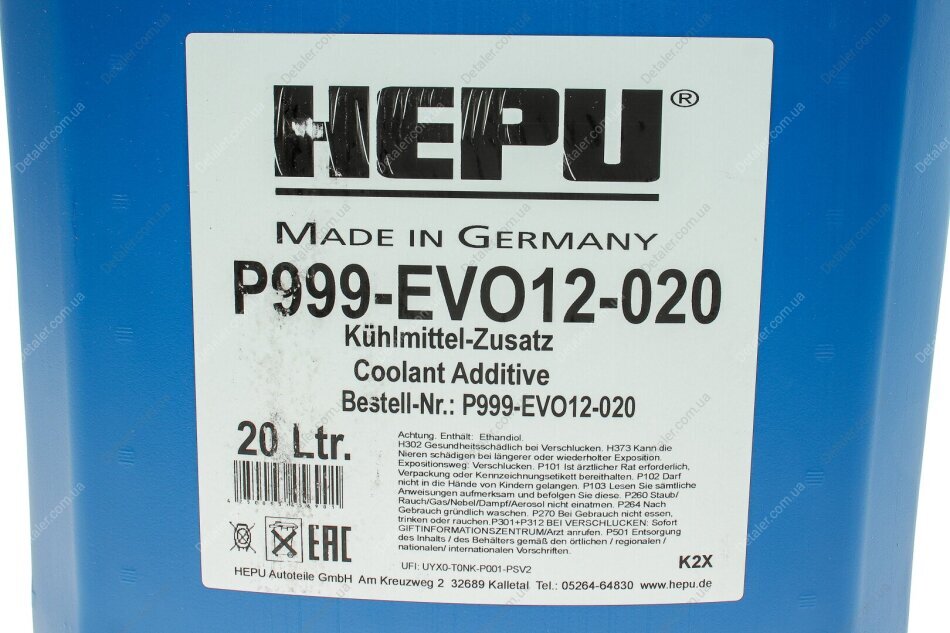 HEPU®
MADE IN GERMANY
P999-EVO12-020
Kühlmittel-Zusatz
Coolant Additive
Bestell-Nr.: P999-EVO12-020
20 Ltr.
Achtung. Enthält: Ethandiol.
H302 Gesundheitsschädlich bei Verschlucken. H373 Kann die
Nieren schädigen bei längerer oder wiederholter Exposition.
Expositionsweg: Verschlucken. P101 Ist ärztlicher Rat erforderlich,
Verpackung oder Kennzeichnungsetikett bereithalten. P102 Darf
nicht in die Hände von Kindern gelangen. P103 Lesen Sie sämtliche
Anweisungen aufmerksam und befolgen Sie diese. P260 Staub/
Rauch/Gas/Nebel/Dampf/Aerosol nicht einatmen. P264 Nach
Gebrauch gründlich waschen. P270 Bei Gebrauch nicht essen,
trinken oder rauchen.P301+P312 BEI VERSCHLUCKEN: Sofort
GIFTINFORMATIONSZENTRUM/Arzt anrufen. P501 Entsorgung
des Inhalts / des Behälters gemäß den örtlichen / regionalen /
nationalen/ internationalen Vorschriften.
EAC
K2X
UFI: UYX0-T0NK-P001-PSV2
HEPU Autoteile GmbH Am Kreuzweg 2 32689 Kalletal Tel.: 05264-64830 www.hepu.de
Detaler.com.ua